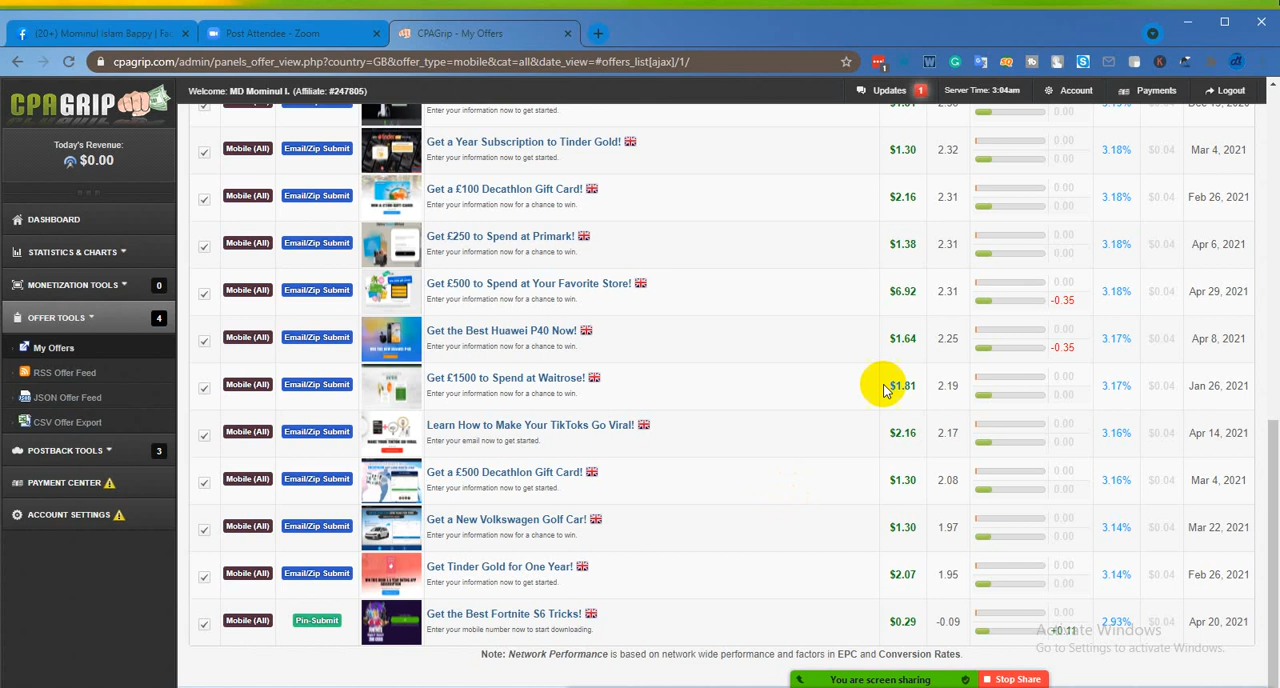 (20+) Mominul Islam Bappy | Fac
Post Attendee - Zoom
CPAGrip - My Offers
cpagrip.com/admin/panels_offer_view.php?country=GB&offer_type=mobile&cat=all&date_view=#offers_list[ajax]/1/
CPAGRIP
Welcome: MD Mominul I. (Affiliate: #247805)
Updates 1
Server Time: 3:04am
Account
Payments
Logout
Today's Revenue:
$0.00
DASHBOARD
STATISTICS & CHARTS
MONETIZATION TOOLS 0
OFFER TOOLS 4
My Offers
RSS Offer Feed
JSON Offer Feed
CSV Offer Export
POSTBACK TOOLS 3
PAYMENT CENTER
ACCOUNT SETTINGS
Enter your information now to get started. 0.00
Mobile (All) Email/Zip Submit Get a Year Subscription to Tinder Gold! $1.30 2.32 0.00 3.18% $0.04 Mar 4, 2021
Enter your information now to get started. 0.00
Mobile (All) Email/Zip Submit Get a £100 Decathlon Gift Card! $2.16 2.31 0.00 3.18% $0.04 Feb 26, 2021
Enter your information now for a chance to win. 0.00
Mobile (All) Email/Zip Submit Get £250 to Spend at Primark! $1.38 2.31 0.00 3.18% $0.04 Apr 6, 2021
Enter your information now for a chance to win. 0.00
Mobile (All) Email/Zip Submit Get £500 to Spend at Your Favorite Store! $6.92 2.31 0.00 3.18% $0.04 Apr 29, 2021
Enter your information now for a chance to win. -0.35
Mobile (All) Email/Zip Submit Get the Best Huawei P40 Now! $1.64 2.25 0.00 3.17% $0.04 Apr 8, 2021
Enter your information now for a chance to win. -0.35
Mobile (All) Email/Zip Submit Get £1500 to Spend at Waitrose! $1.81 2.19 0.00 3.17% $0.04 Jan 26, 2021
Enter your information now for a chance to win. 0.00
Mobile (All) Email/Zip Submit Learn How to Make Your TikToks Go Viral! $2.16 2.17 0.00 3.16% $0.04 Apr 14, 2021
Enter your email now to get started. 0.00
Mobile (All) Email/Zip Submit Get a £500 Decathlon Gift Card! $1.30 2.08 0.00 3.16% $0.04 Mar 4, 2021
Enter your information now to get started. 0.00
Mobile (All) Email/Zip Submit Get a New Volkswagen Golf Car! $1.30 1.97 0.00 3.14% $0.04 Mar 22, 2021
Enter your information now for a chance to win. 0.00
Mobile (All) Email/Zip Submit Get Tinder Gold for One Year! $2.07 1.95 0.00 3.14% $0.04 Feb 26, 2021
Enter your information now to get started. 0.00
Mobile (All) Pin-Submit Get the Best Fortnite S6 Tricks! $0.29 -0.09 0.00 2.93% $0.04 Apr 20, 2021
Enter your mobile number now to start downloading. +0.11
Activate Windows
Go to Settings to activate Windows.
Note: Network Performance is based on network wide performance and factors in EPC and Conversion Rates.
You are screen sharing
Stop Share